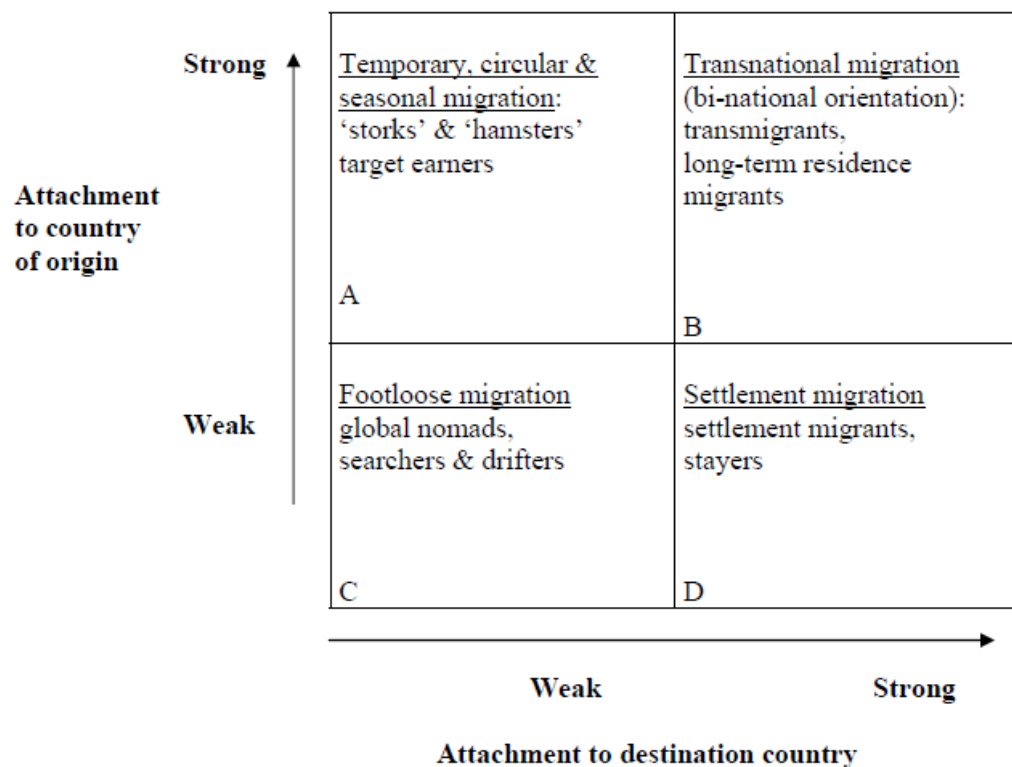 Strong
Temporary, circular &
seasonal migration:
‘storks’ & ‘hamsters’
target earners
A
Transnational migration
(bi-national orientation):
transmigrants,
long-term residence
migrants
B
Attachment
to country
of origin
Weak
Footloose migration
global nomads,
searchers & drifters
C
Settlement migration
settlement migrants,
stayers
D
Weak
Strong
Attachment to destination country